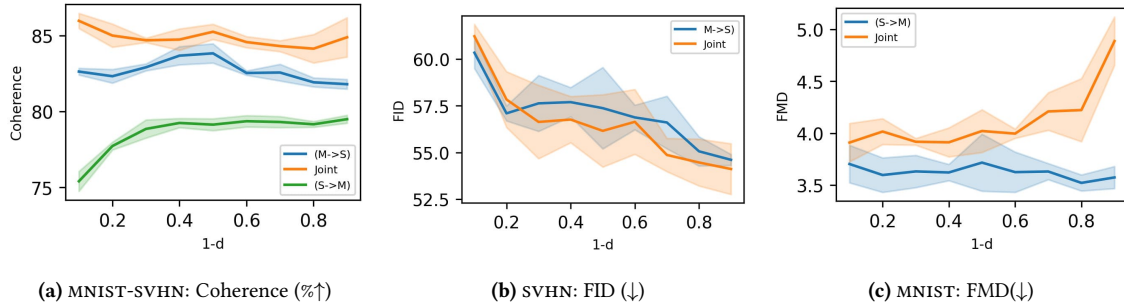 85
80
75
Coherence
0.2 0.4 0.6 0.8
1-d
(M->S)
Joint
(S->M)
(a) MNIST-SVHN: Coherence (%↑)
60.0
57.5
55.0
52.5
FID
0.2 0.4 0.6 0.8
1-d
M->S)
Joint
(b) SVHN: FID (↓)
5.0
4.5
4.0
3.5
FMD
0.2 0.4 0.6 0.8
1-d
(S->M)
Joint
(c) MNIST: FMD(↓)